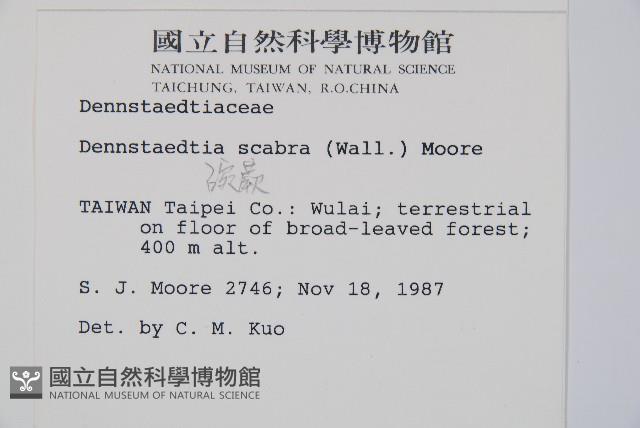 國立自然科學博物館
NATIONAL MUSEUM OF NATURAL SCIENCE
TAICHUNG, TAIWAN, R.O.CHINA
Dennstaedtiaceae
Dennstaedtia scabra (Wall.) Moore
碗蕨
TAIWAN Taipei Co.: Wulai; terrestrial
on floor of broad-leaved forest;
400 m alt.
S. J. Moore 2746; Nov 18, 1987
Det. by C. M. Kuo
國立自然科學博物館
NATIONAL MUSEUM OF NATURAL SCIENCE